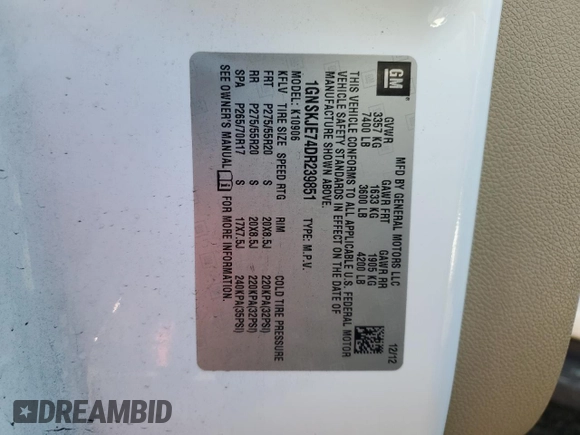 GM
MFD BY GENERAL MOTORS LLC
12/12
GVWR GAWR FRT GAWR RR
3357 KG 1633 KG 1905 KG
7400 LB 3600 LB 4200 LB
THIS VEHICLE CONFORMS TO ALL APPLICABLE U.S. FEDERAL MOTOR
VEHICLE SAFETY STANDARDS IN EFFECT ON THE DATE OF
MANUFACTURE SHOWN ABOVE.
1GNSKJE74DR239851 TYPE: M.P.V.
MODEL: K10906
KFLV TIRE SIZE SPEED RTG RIM COLD TIRE PRESSURE
FRT P275/55R20 S 20X8.5J 220KPA(32PSI)
RR P275/55R20 S 20X8.5J 220KPA(32PSI)
SPA P265/70R17 S 17X7.5J 240KPA(35PSI)
SEE OWNER'S MANUAL FOR MORE INFORMATION.
DREAMBID